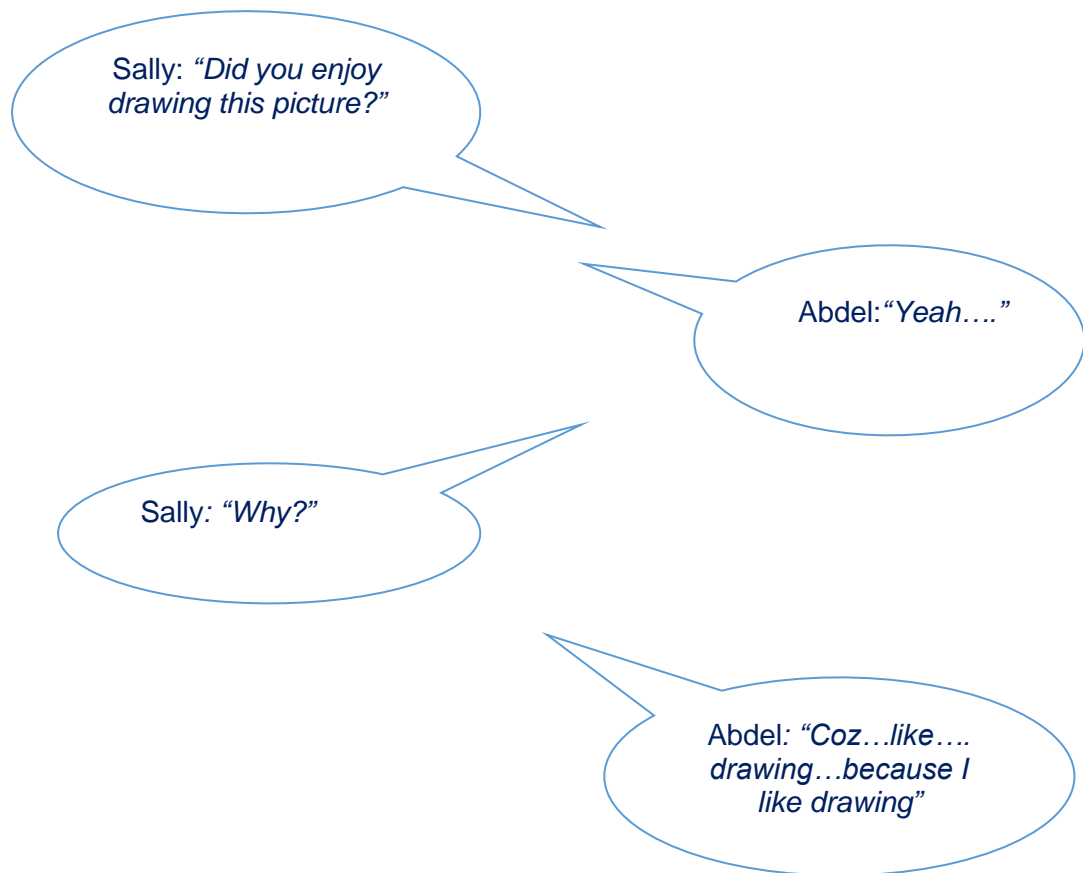 Sally: “Did you enjoy
drawing this picture?”
Abdel:“Yeah….”
Sally: “Why?”
Abdel: “Coz…like….
drawing…because I
like drawing”